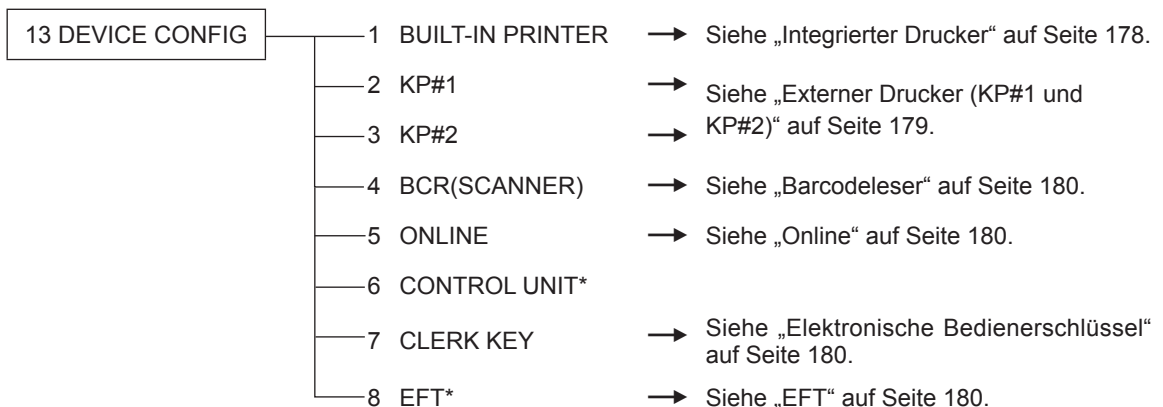 13 DEVICE CONFIG
1 BUILT-IN PRINTER Siehe „Integrierter Drucker“ auf Seite 178.
2 KP#1
Siehe „Externer Drucker (KP#1 und
KP#2)“ auf Seite 179.
3 KP#2
4 BCR(SCANNER) Siehe „Barcodeleser“ auf Seite 180.
5 ONLINE Siehe „Online“ auf Seite 180.
6 CONTROL UNIT*
7 CLERK KEY Siehe „Elektronische Bedienerschlüssel“
auf Seite 180.
8 EFT* Siehe „EFT“ auf Seite 180.